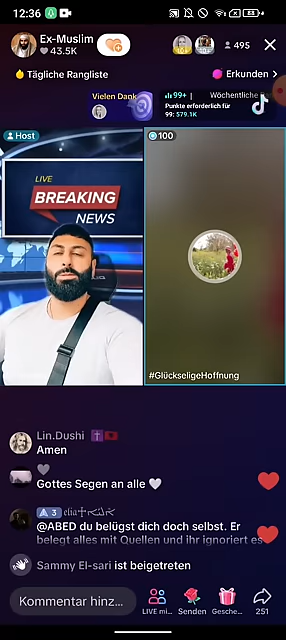 12:36
Ex-Muslim
43.5K
495
Tägliche Rangliste
Erkunden >
Vielen Dank
99+ |
Wöchentliche
Punkte erforderlich für
99: 579.1K
Host
100
LIVE
BREAKING
NEWS
#GlückseligeHoffnung
Lin.Dushi
Amen
Gottes Segen an alle
3
@ABED du belügst dich doch selbst. Er
belegt alles mit Quellen und ihr ignoriert es
Sammy El-sari ist beigetreten
Kommentar hinz...
LIVE mi...
Senden
Gesche...
251